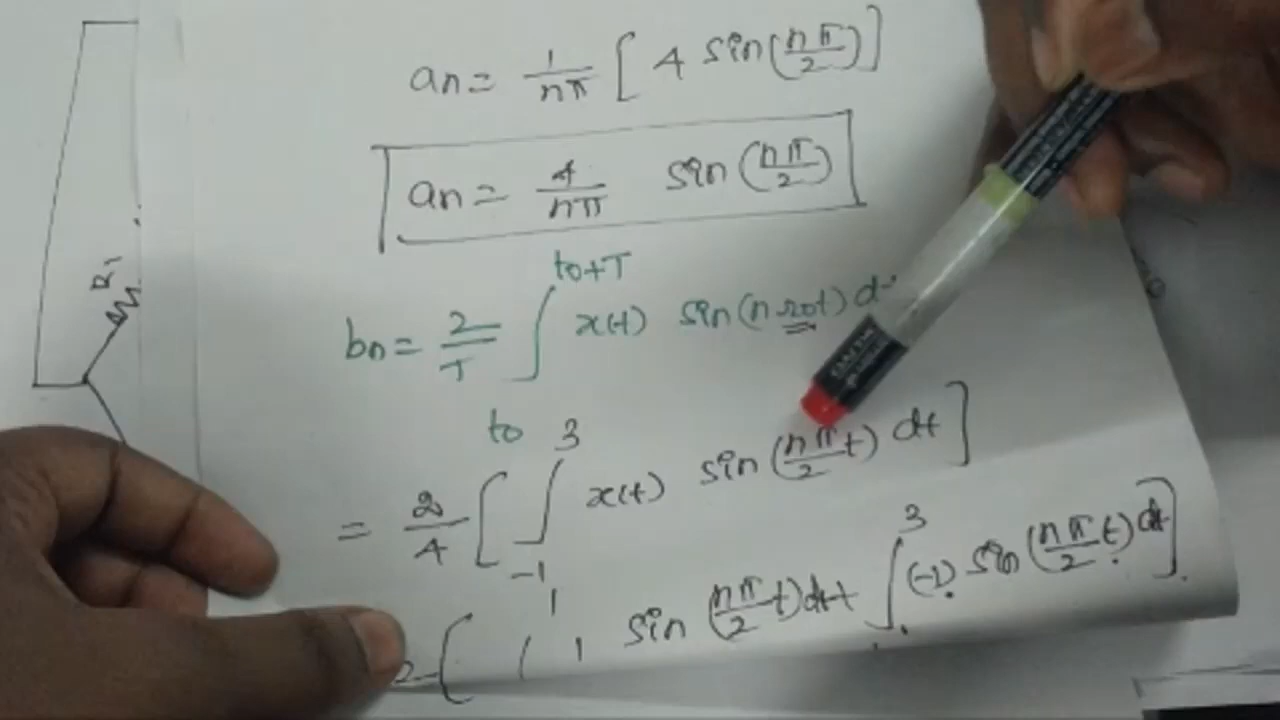 an = 1/nπ [ 4 sin(nπ/2) ]
an = 4/nπ sin(nπ/2)
bn = 2/T ∫ to to+T x(t) sin(nΩot) d
= 2/4 [ ∫ -1 3 x(t) sin(nπ/2 t) dt ]
[ ∫ 1 1 sin(nπ/2 t) dt + ∫ 3 (-1) sin(nπ/2 t) dt ]
R1